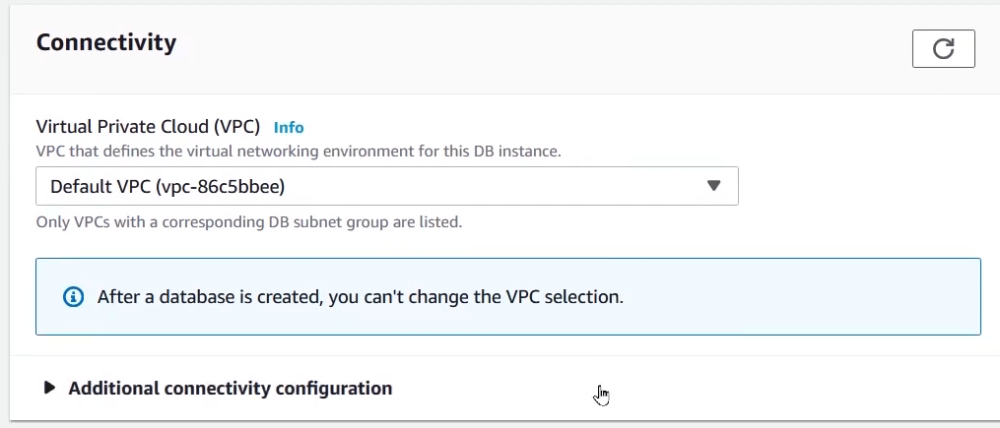 Connectivity
Virtual Private Cloud (VPC) Info
VPC that defines the virtual networking environment for this DB instance.
Default VPC (vpc-86c5bbee)
Only VPCs with a corresponding DB subnet group are listed.
After a database is created, you can't change the VPC selection.
Additional connectivity configuration